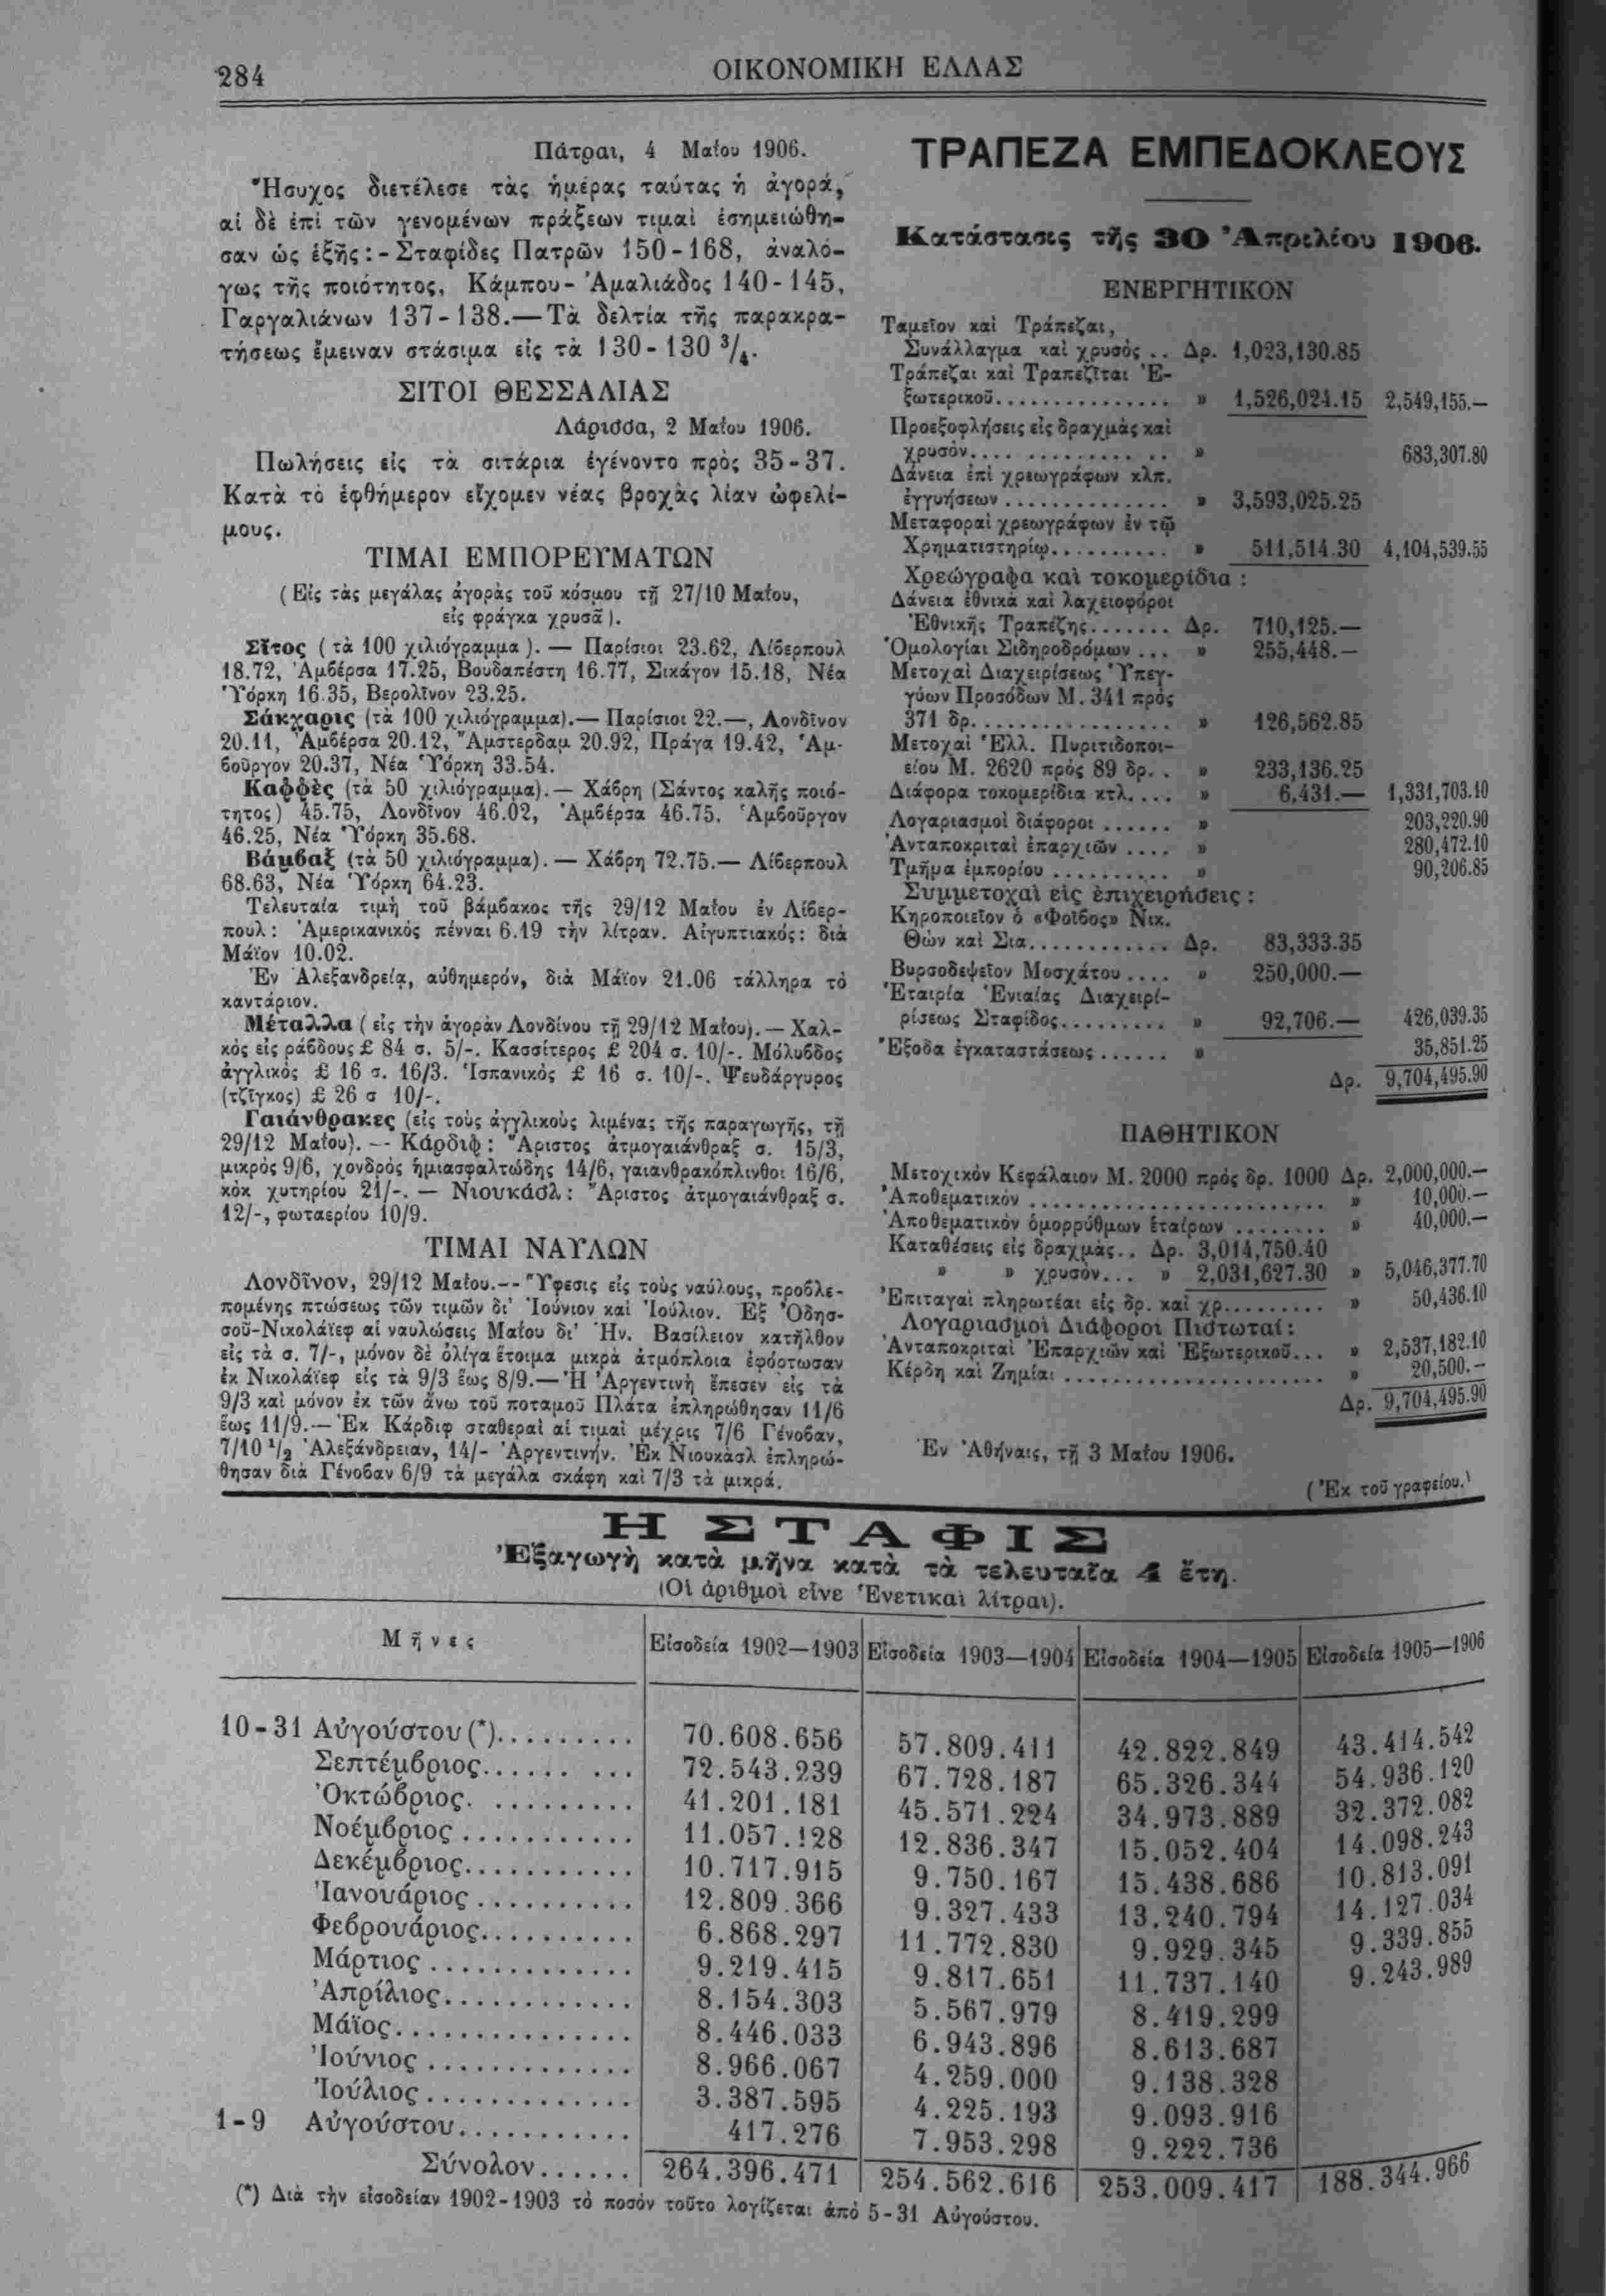 284
ΟΙΚΟΝΟΜΙΚΗ ΕΛΛΑΣ
Πάτραι, 4 Μαΐου 1906.
Ἥσυχος διετέλεσε τὰς ἡμέρας ταύτας ἡ ἀγορά,
αἱ δὲ ἐπὶ τῶν γενομένων πράξεων τιμαὶ ἐσημειώθη-
σαν ὡς ἑξῆς: - Σταφίδες Πατρῶν 150 - 168, ἀναλό-
γως τῆς ποιότητος, Κάμπου - Ἀμαλιάδος 140 - 145,
Γαργαλιάνων 137 - 138. — Τὰ δελτία τῆς παρακρα-
τήσεως ἔμειναν στάσιμα εἰς τὰ 130 - 130 3/4.
ΣΙΤΟΙ ΘΕΣΣΑΛΙΑΣ
Λάρισσα, 2 Μαΐου 1906.
Πωλήσεις εἰς τὰ σιτάρια ἐγένοντο πρὸς 35 - 37.
Κατὰ τὸ ἑφθήμερον εἴχομεν νέας βροχὰς λίαν ὠφελί-
μους.
ΤΙΜΑΙ ΕΜΠΟΡΕΥΜΑΤΩΝ
(Εἰς τὰς μεγάλας ἀγορὰς τοῦ κόσμου τῇ 27/10 Μαΐου,
εἰς φράγκα χρυσᾶ).
Σῖτος (τὰ 100 χιλιόγραμμα). — Παρίσιοι 23.62, Λίβερπουλ
18.72, Ἀμβέρσα 17.25, Βουδαπέστη 16.77, Σικάγον 15.18, Νέα
Ὑόρκη 16.35, Βερολῖνον 23.25.
Σάκχαρις (τὰ 100 χιλιόγραμμα). — Παρίσιοι 22.—, Λονδῖνον
20.11, Ἀμβέρσα 20.12, Ἄμστερδαμ 20.92, Πράγα 19.42, Ἁμ-
βοῦργον 20.37, Νέα Ὑόρκη 33.54.
Καφφὲς (τὰ 50 χιλιόγραμμα). — Χάβρη (Σάντος καλῆς ποιό-
τητος) 45.75, Λονδῖνον 46.02, Ἀμβέρσα 46.75. Ἁμβοῦργον
46.25, Νέα Ὑόρκη 35.68.
Βάμβαξ (τὰ 50 χιλιόγραμμα). — Χάβρη 72.75. — Λίβερπουλ
68.63, Νέα Ὑόρκη 64.23.
Τελευταία τιμὴ τοῦ βάμβακος τῆς 29/12 Μαΐου ἐν Λίβερ-
πουλ: Ἀμερικανικὸς πένναι 6.19 τὴν λίτραν. Αἰγυπτιακός: διὰ
Μάϊον 10.02.
Ἐν Ἀλεξανδρείᾳ, αὐθημερόν, διὰ Μάϊον 21.06 τάλληρα τὸ
καντάριον.
Μέταλλα (εἰς τὴν ἀγορὰν Λονδίνου τῇ 29/12 Μαΐου). — Χαλ-
κὸς εἰς ράβδους £ 84 σ. 5/-. Κασσίτερος £ 204 σ. 10/-. Μόλυβδος
ἀγγλικὸς £ 16 σ. 16/3. Ἱσπανικὸς £ 16 σ. 10/-. Ψευδάργυρος
(τζῖγκος) £ 26 σ 10/-.
Γαιάνθρακες (εἰς τοὺς ἀγγλικοὺς λιμένας τῆς παραγωγῆς, τῇ
29/12 Μαΐου). -- Κάρδιφ: Ἄριστος ἀτμογαιάνθραξ σ. 15/3,
μικρὸς 9/6, χονδρὸς ἡμιασφαλτώδης 14/6, γαιανθρακόπλινθοι 16/6,
κὸκ χυτηρίου 21/-. — Νιουκάσλ: Ἄριστος ἀτμογαιάνθραξ σ.
12/-, φωταερίου 10/9.
ΤΙΜΑΙ ΝΑΥΛΩΝ
Λονδῖνον, 29/12 Μαΐου. -- Ὕφεσις εἰς τοὺς ναύλους, προβλε-
πομένης πτώσεως τῶν τιμῶν δι' Ἰούνιον καὶ Ἰούλιον. Ἐξ Ὀδησ-
σοῦ-Νικολάϊεφ αἱ ναυλώσεις Μαΐου δι' Ἡν. Βασίλειον κατῆλθον
εἰς τὰ σ. 7/-, μόνον δὲ ὀλίγα ἕτοιμα μικρὰ ἀτμόπλοια ἐφόρτωσαν
ἐκ Νικολάϊεφ εἰς τὰ 9/3 ἕως 8/9. — Ἡ Ἀργεντινὴ ἔπεσεν εἰς τὰ
9/3 καὶ μόνον ἐκ τῶν ἄνω τοῦ ποταμοῦ Πλάτα ἐπληρώθησαν 11/6
ἕως 11/9. — Ἐκ Κάρδιφ σταθεραὶ αἱ τιμαὶ μέχρις 7/6 Γένοβαν,
7/10 1/2 Ἀλεξάνδρειαν, 14/- Ἀργεντινήν. Ἐκ Νιουκάσλ ἐπληρώ-
θησαν διὰ Γένοβαν 6/9 τὰ μεγάλα σκάφη καὶ 7/3 τὰ μικρά.
ΤΡΑΠΕΖΑ ΕΜΠΕΔΟΚΛΕΟΥΣ
Κατάστασις τῆς 30 Ἀπριλίου 1906.
ΕΝΕΡΓΗΤΙΚΟΝ
Ταμεῖον καὶ Τράπεζαι,
Συνάλλαγμα καὶ χρυσὸς .. Δρ. 1,023,130.85
Τράπεζαι καὶ Τραπεζῖται Ἐ-
ξωτερικοῦ............... » 1,526,024.15 2,549,155.—
Προεξοφλήσεις εἰς δραχμὰς καὶ
χρυσόν............... » 683,307.80
Δάνεια ἐπὶ χρεωγράφων κλπ.
ἐγγυήσεων............... » 3,593,025.25
Μεταφοραὶ χρεωγράφων ἐν τῷ
Χρηματιστηρίῳ.......... » 511,514.30 4,104,539.55
Χρεώγραφα καὶ τοκομερίδια:
Δάνεια ἐθνικὰ καὶ λαχειοφόροι
Ἐθνικῆς Τραπέζης....... Δρ. 710,125.—
Ὁμολογίαι Σιδηροδρόμων... » 255,448.—
Μετοχαὶ Διαχειρίσεως Ὑπεγ-
γύων Προσόδων Μ. 341 πρὸς
371 δρ.................. » 126,562.85
Μετοχαὶ Ἑλλ. Πυριτιδοποι-
είου Μ. 2620 πρὸς 89 δρ. . » 233,136.25
Διάφορα τοκομερίδια κτλ.... » 6,431.— 1,331,703.10
Λογαριασμοὶ διάφοροι...... » 203,220.90
Ἀνταποκριταὶ ἐπαρχιῶν.... » 280,472.10
Τμῆμα ἐμπορίου.......... » 90,206.85
Συμμετοχαὶ εἰς ἐπιχειρήσεις:
Κηροποιεῖον ὁ «Φοῖβος» Νικ.
Θὼν καὶ Σια............ Δρ. 83,333.35
Βυρσοδεψεῖον Μοσχάτου.... » 250,000.—
Ἑταιρία Ἑνιαίας Διαχειρί-
ρίσεως Σταφίδος......... » 92,706.— 426,039.35
Ἔξοδα ἐγκαταστάσεως...... » 35,851.25
Δρ. 9,704,495.90
ΠΑΘΗΤΙΚΟΝ
Μετοχικὸν Κεφάλαιον Μ. 2000 πρὸς δρ. 1000 Δρ. 2,000,000.—
Ἀποθεματικόν........................ » 10,000.—
Ἀποθεματικὸν ὁμορρύθμων ἑταίρων........ » 40,000.—
Καταθέσεις εἰς δραχμὰς.. Δρ. 3,014,750.40
» » χρυσὸν... » 2,031,627.30 » 5,046,377.70
Ἐπιταγαὶ πληρωτέαι εἰς δρ. καὶ χρ......... » 50,436.10
Λογαριασμοὶ Διάφοροι Πιστωταί:
Ἀνταποκριταὶ Ἐπαρχιῶν καὶ Ἐξωτερικοῦ... » 2,537,182.10
Κέρδη καὶ Ζημίαι..................... » 20,500.—
Δρ. 9,704,495.90
Ἐν Ἀθήναις, τῇ 3 Μαΐου 1906.
(Ἐκ τοῦ γραφείου.)
Η ΣΤΑΦΙΣ
Ἐξαγωγὴ κατὰ μῆνα κατὰ τὰ τελευταῖα 4 ἔτη.
(Οἱ ἀριθμοὶ εἶνε Ἑνετικαὶ λίτραι).
Μῆνες Εἰσοδεία 1902—1903 Εἰσοδεία 1903—1904 Εἰσοδεία 1904—1905 Εἰσοδεία 1905—1906
10 - 31 Αὐγούστου (*)......... 70.608.656 57.809.411 42.822.849 43.414.542
Σεπτέμβριος...... ... 72.543.239 67.728.187 65.326.344 54.936.120
Ὀκτώβριος. ......... 41.201.181 45.571.224 34.973.889 32.372.082
Νοέμβριος........... 11.057.128 12.836.347 15.052.404 14.098.243
Δεκέμβριος........... 10.717.915 9.750.167 15.438.686 10.813.091
Ἰανουάριος.......... 12.809.366 9.327.433 13.240.794 14.127.034
Φεβρουάριος.......... 6.868.297 11.772.830 9.929.345 9.339.855
Μάρτιος............. 9.219.415 9.817.651 11.737.140 9.243.989
Ἀπρίλιος............ 8.154.303 5.567.979 8.419.299
Μάϊος............... 8.446.033 6.943.896 8.613.687
Ἰούνιος............. 8.966.067 4.259.000 9.138.328
Ἰούλιος............. 3.387.595 4.225.193 9.093.916
1 - 9 Αὐγούστου........... 417.276 7.953.298 9.222.736
Σύνολον...... 264.396.471 254.562.616 253.009.417 188.344.966
(*) Διὰ τὴν εἰσοδείαν 1902-1903 τὸ ποσὸν τοῦτο λογίζεται ἀπὸ 5 - 31 Αὐγούστου.